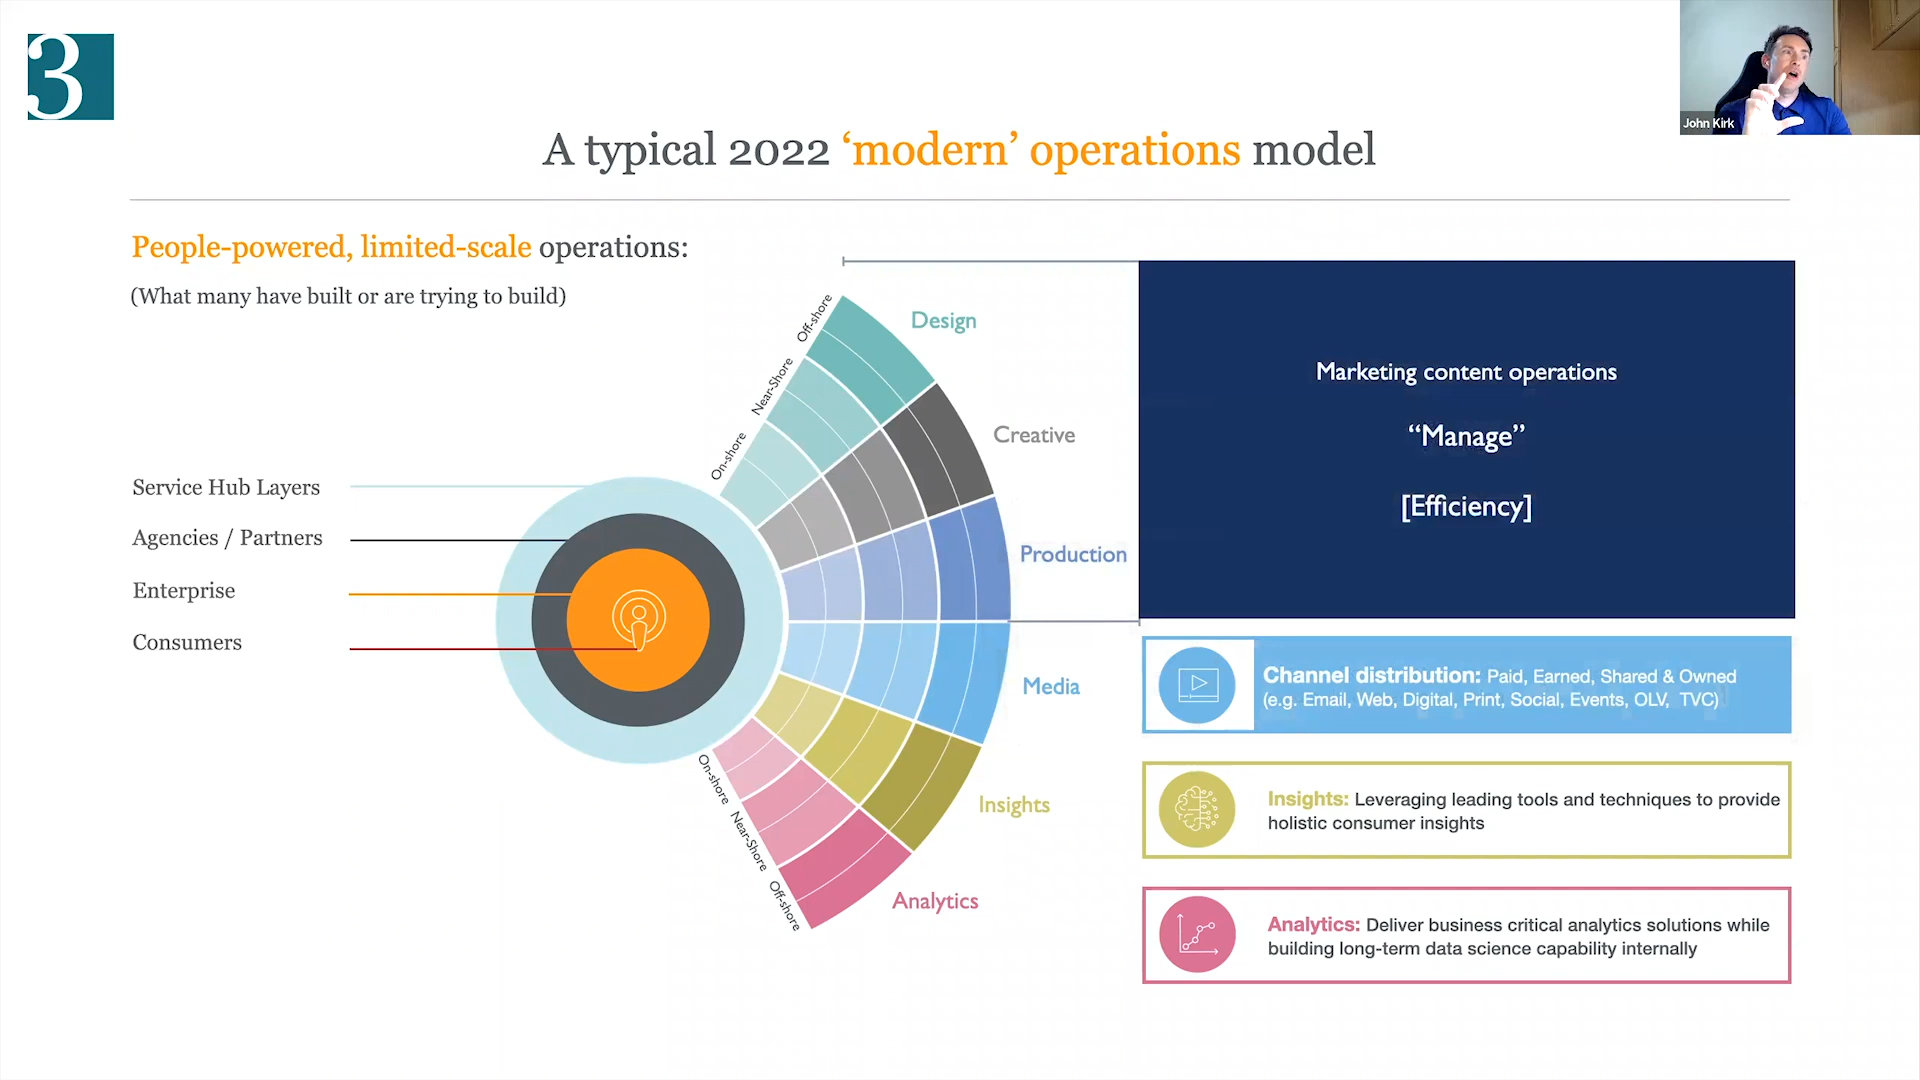 3
John Kirk
A typical 2022 ‘modern’ operations model
People-powered, limited-scale operations:
(What many have built or are trying to build)
Service Hub Layers
Agencies / Partners
Enterprise
Consumers
Off-shore
Near-Shore
On-shore
On-shore
Near-Shore
Off-shore
Design
Creative
Production
Media
Insights
Analytics
Marketing content operations
“Manage”
[Efficiency]
Channel distribution: Paid, Earned, Shared & Owned
(e.g. Email, Web, Digital, Print, Social, Events, OLV, TVC)
Insights: Leveraging leading tools and techniques to provide
holistic consumer insights
Analytics: Deliver business critical analytics solutions while
building long-term data science capability internally